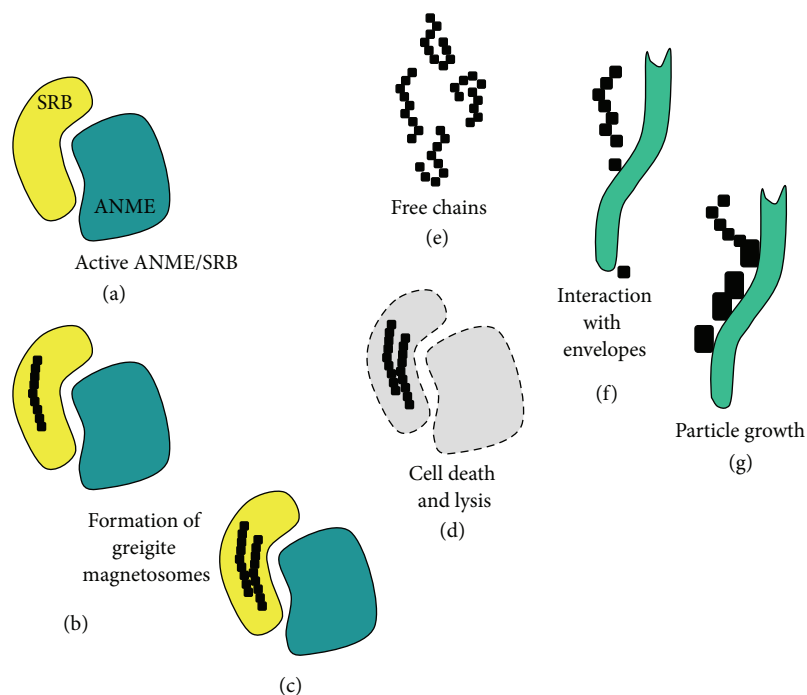 SRB
ANME
Active ANME/SRB
(a)
Formation of
greigite
magnetosomes
(b)
(c)
Cell death
and lysis
(d)
Free chains
(e)
Interaction
with
envelopes
(f)
Particle growth
(g)